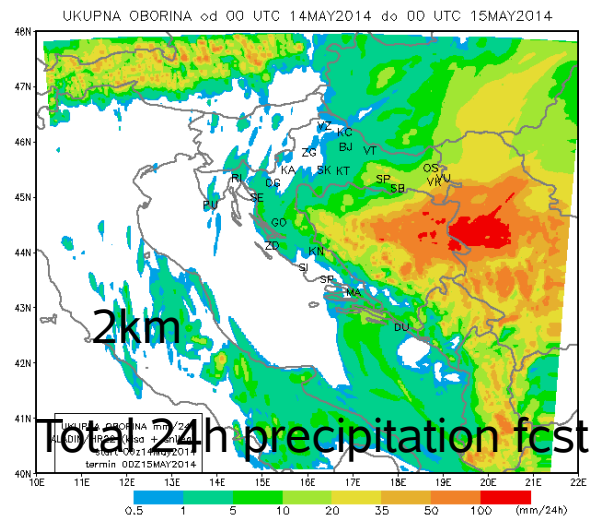 UKUPNA OBORINA od 00 UTC 14MAY2014 do 00 UTC 15MAY2014
48N
47N
46N
45N
44N
43N
42N
41N
40N
VZ
KC
ZG
BJ
VT
RI
KA
SK
KT
OS
PU
CG
SP
SB
VK
VU
SE
GO
ZD
KN
SI
SP
MA
DU
2km
UKUPNA OBORINA mm/24h
Total 24h precipitation fcst
start 00z14may2014
termin 00Z15MAY2014
10E 11E 12E 13E 14E 15E 16E 17E 18E 19E 20E 21E 22E
0.5 1 5 10 20 35 50 100 (mm/24h)